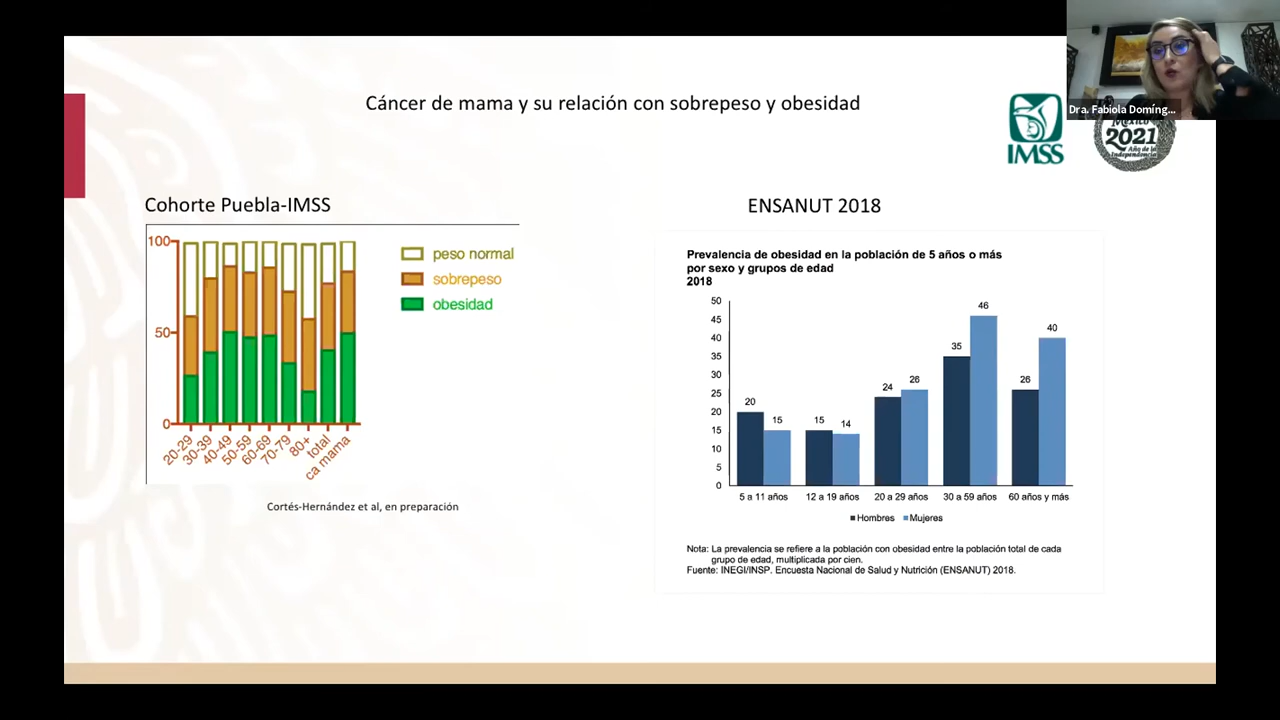 Cáncer de mama y su relación con sobrepeso y obesidad
Dra. Fabiola Domíng...
IMSS
México
2021
Año de la
Independencia
Cohorte Puebla-IMSS
100
50
0
20-29
30-39
40-49
50-59
60-69
70-79
80+
total
ca mama
peso normal
sobrepeso
obesidad
Cortés-Hernández et al, en preparación
ENSANUT 2018
Prevalencia de obesidad en la población de 5 años o más
por sexo y grupos de edad
2018
50
45
40
35
30
25
20
15
10
5
0
20
15
15
14
24
26
35
46
26
40
5 a 11 años
12 a 19 años
20 a 29 años
30 a 59 años
60 años y más
Hombres
Mujeres
Nota: La prevalencia se refiere a la población con obesidad entre la población total de cada
grupo de edad, multiplicada por cien.
Fuente: INEGI/INSP. Encuesta Nacional de Salud y Nutrición (ENSANUT) 2018.